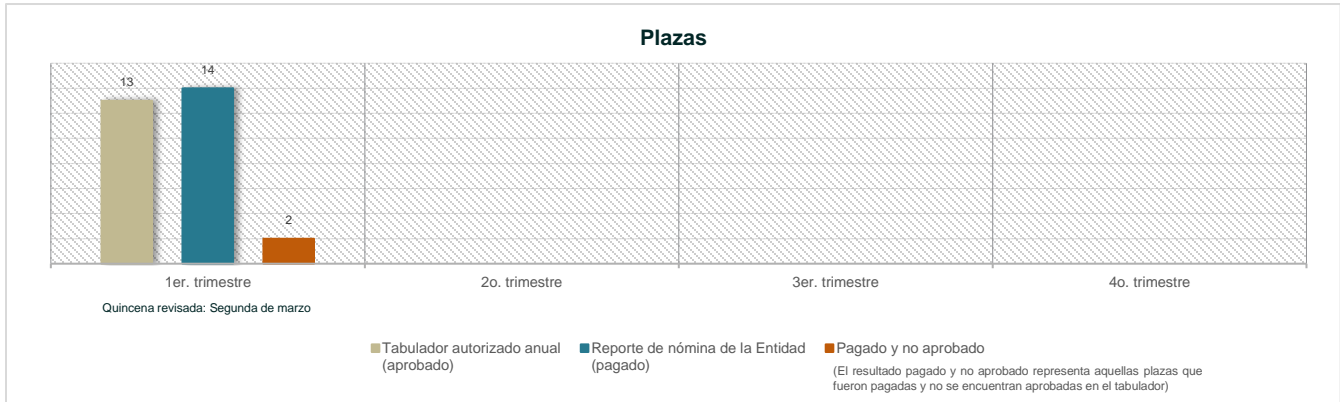 Plazas
13
14
2
1er. trimestre
2o. trimestre
3er. trimestre
4o. trimestre
Quincena revisada: Segunda de marzo
Tabulador autorizado anual
(aprobado)
Reporte de nómina de la Entidad
(pagado)
Pagado y no aprobado
(El resultado pagado y no aprobado representa aquellas plazas que
fueron pagadas y no se encuentran aprobadas en el tabulador)